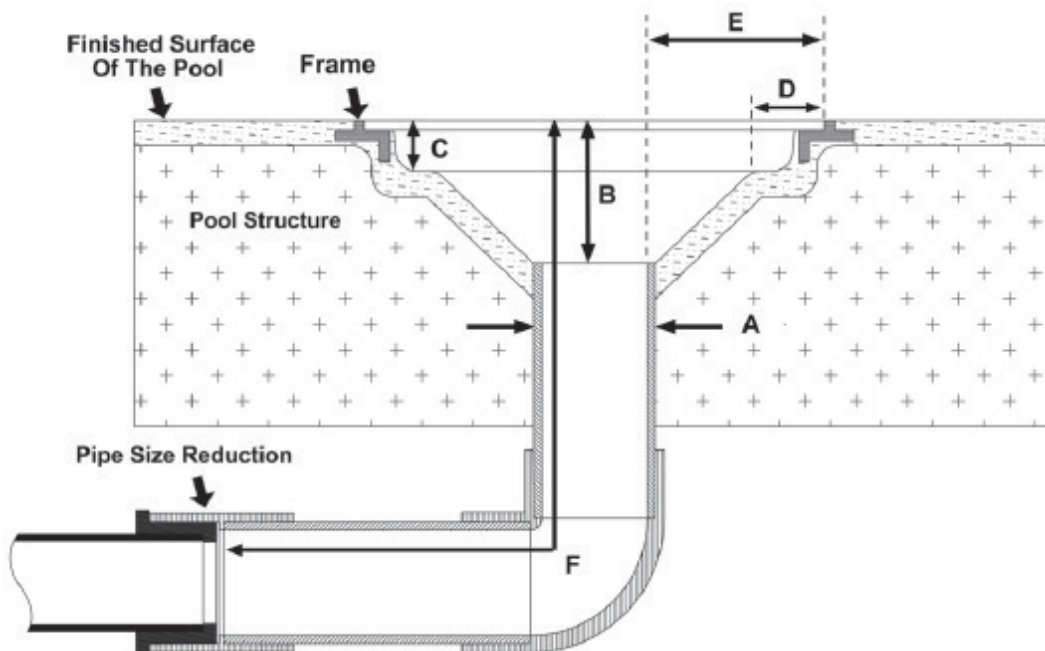 Finished Surface
Of The Pool
Frame
E
D
C
B
Pool Structure
A
Pipe Size Reduction
F